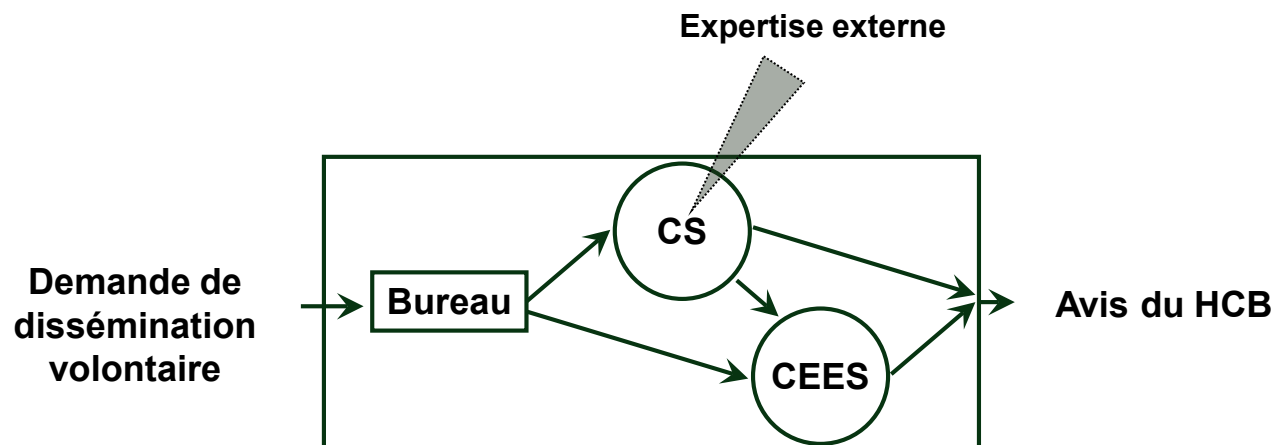 Expertise externe
CS
Demande de
dissémination
volontaire
Bureau
Avis du HCB
CEES